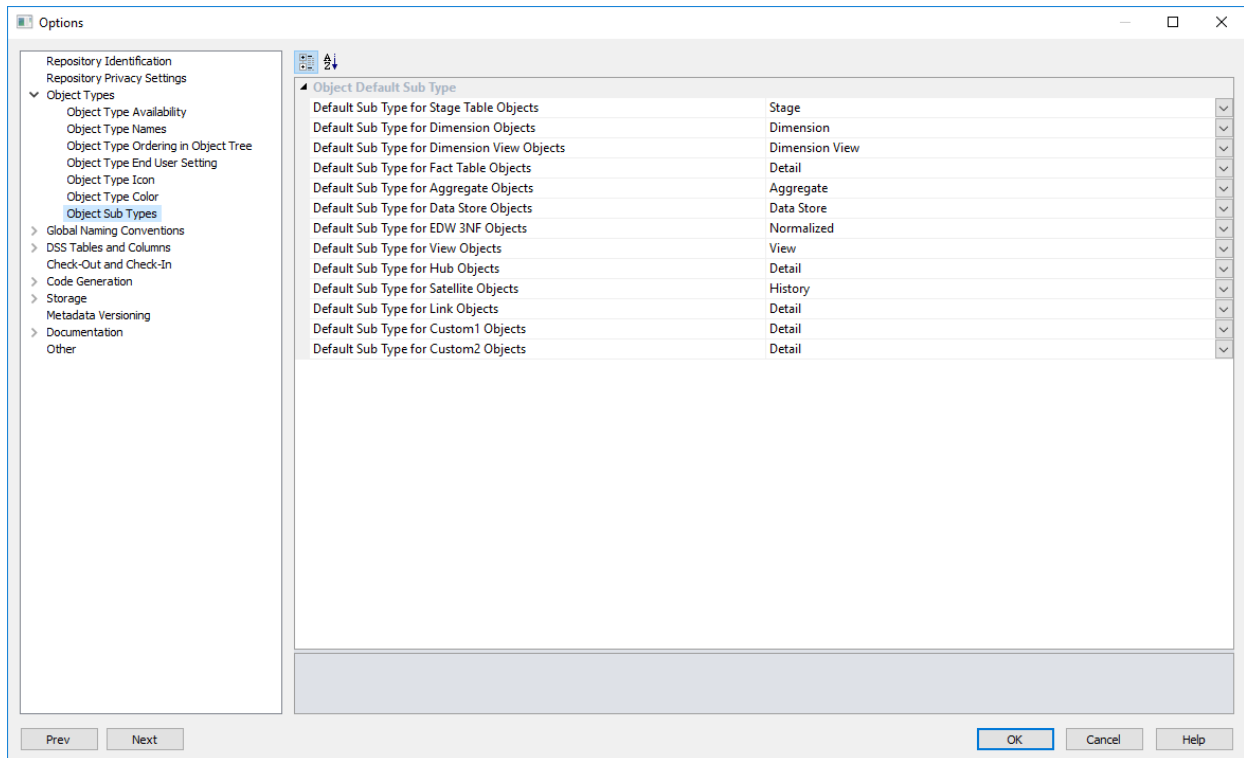 Options
Repository Identification
Repository Privacy Settings
Object Types
Object Type Availability
Object Type Names
Object Type Ordering in Object Tree
Object Type End User Setting
Object Type Icon
Object Type Color
Object Sub Types
Global Naming Conventions
DSS Tables and Columns
Check-Out and Check-In
Code Generation
Storage
Metadata Versioning
Documentation
Other
Object Default Sub Type
Default Sub Type for Stage Table Objects Stage
Default Sub Type for Dimension Objects Dimension
Default Sub Type for Dimension View Objects Dimension View
Default Sub Type for Fact Table Objects Detail
Default Sub Type for Aggregate Objects Aggregate
Default Sub Type for Data Store Objects Data Store
Default Sub Type for EDW 3NF Objects Normalized
Default Sub Type for View Objects View
Default Sub Type for Hub Objects Detail
Default Sub Type for Satellite Objects History
Default Sub Type for Link Objects Detail
Default Sub Type for Custom1 Objects Detail
Default Sub Type for Custom2 Objects Detail
Prev Next OK Cancel Help